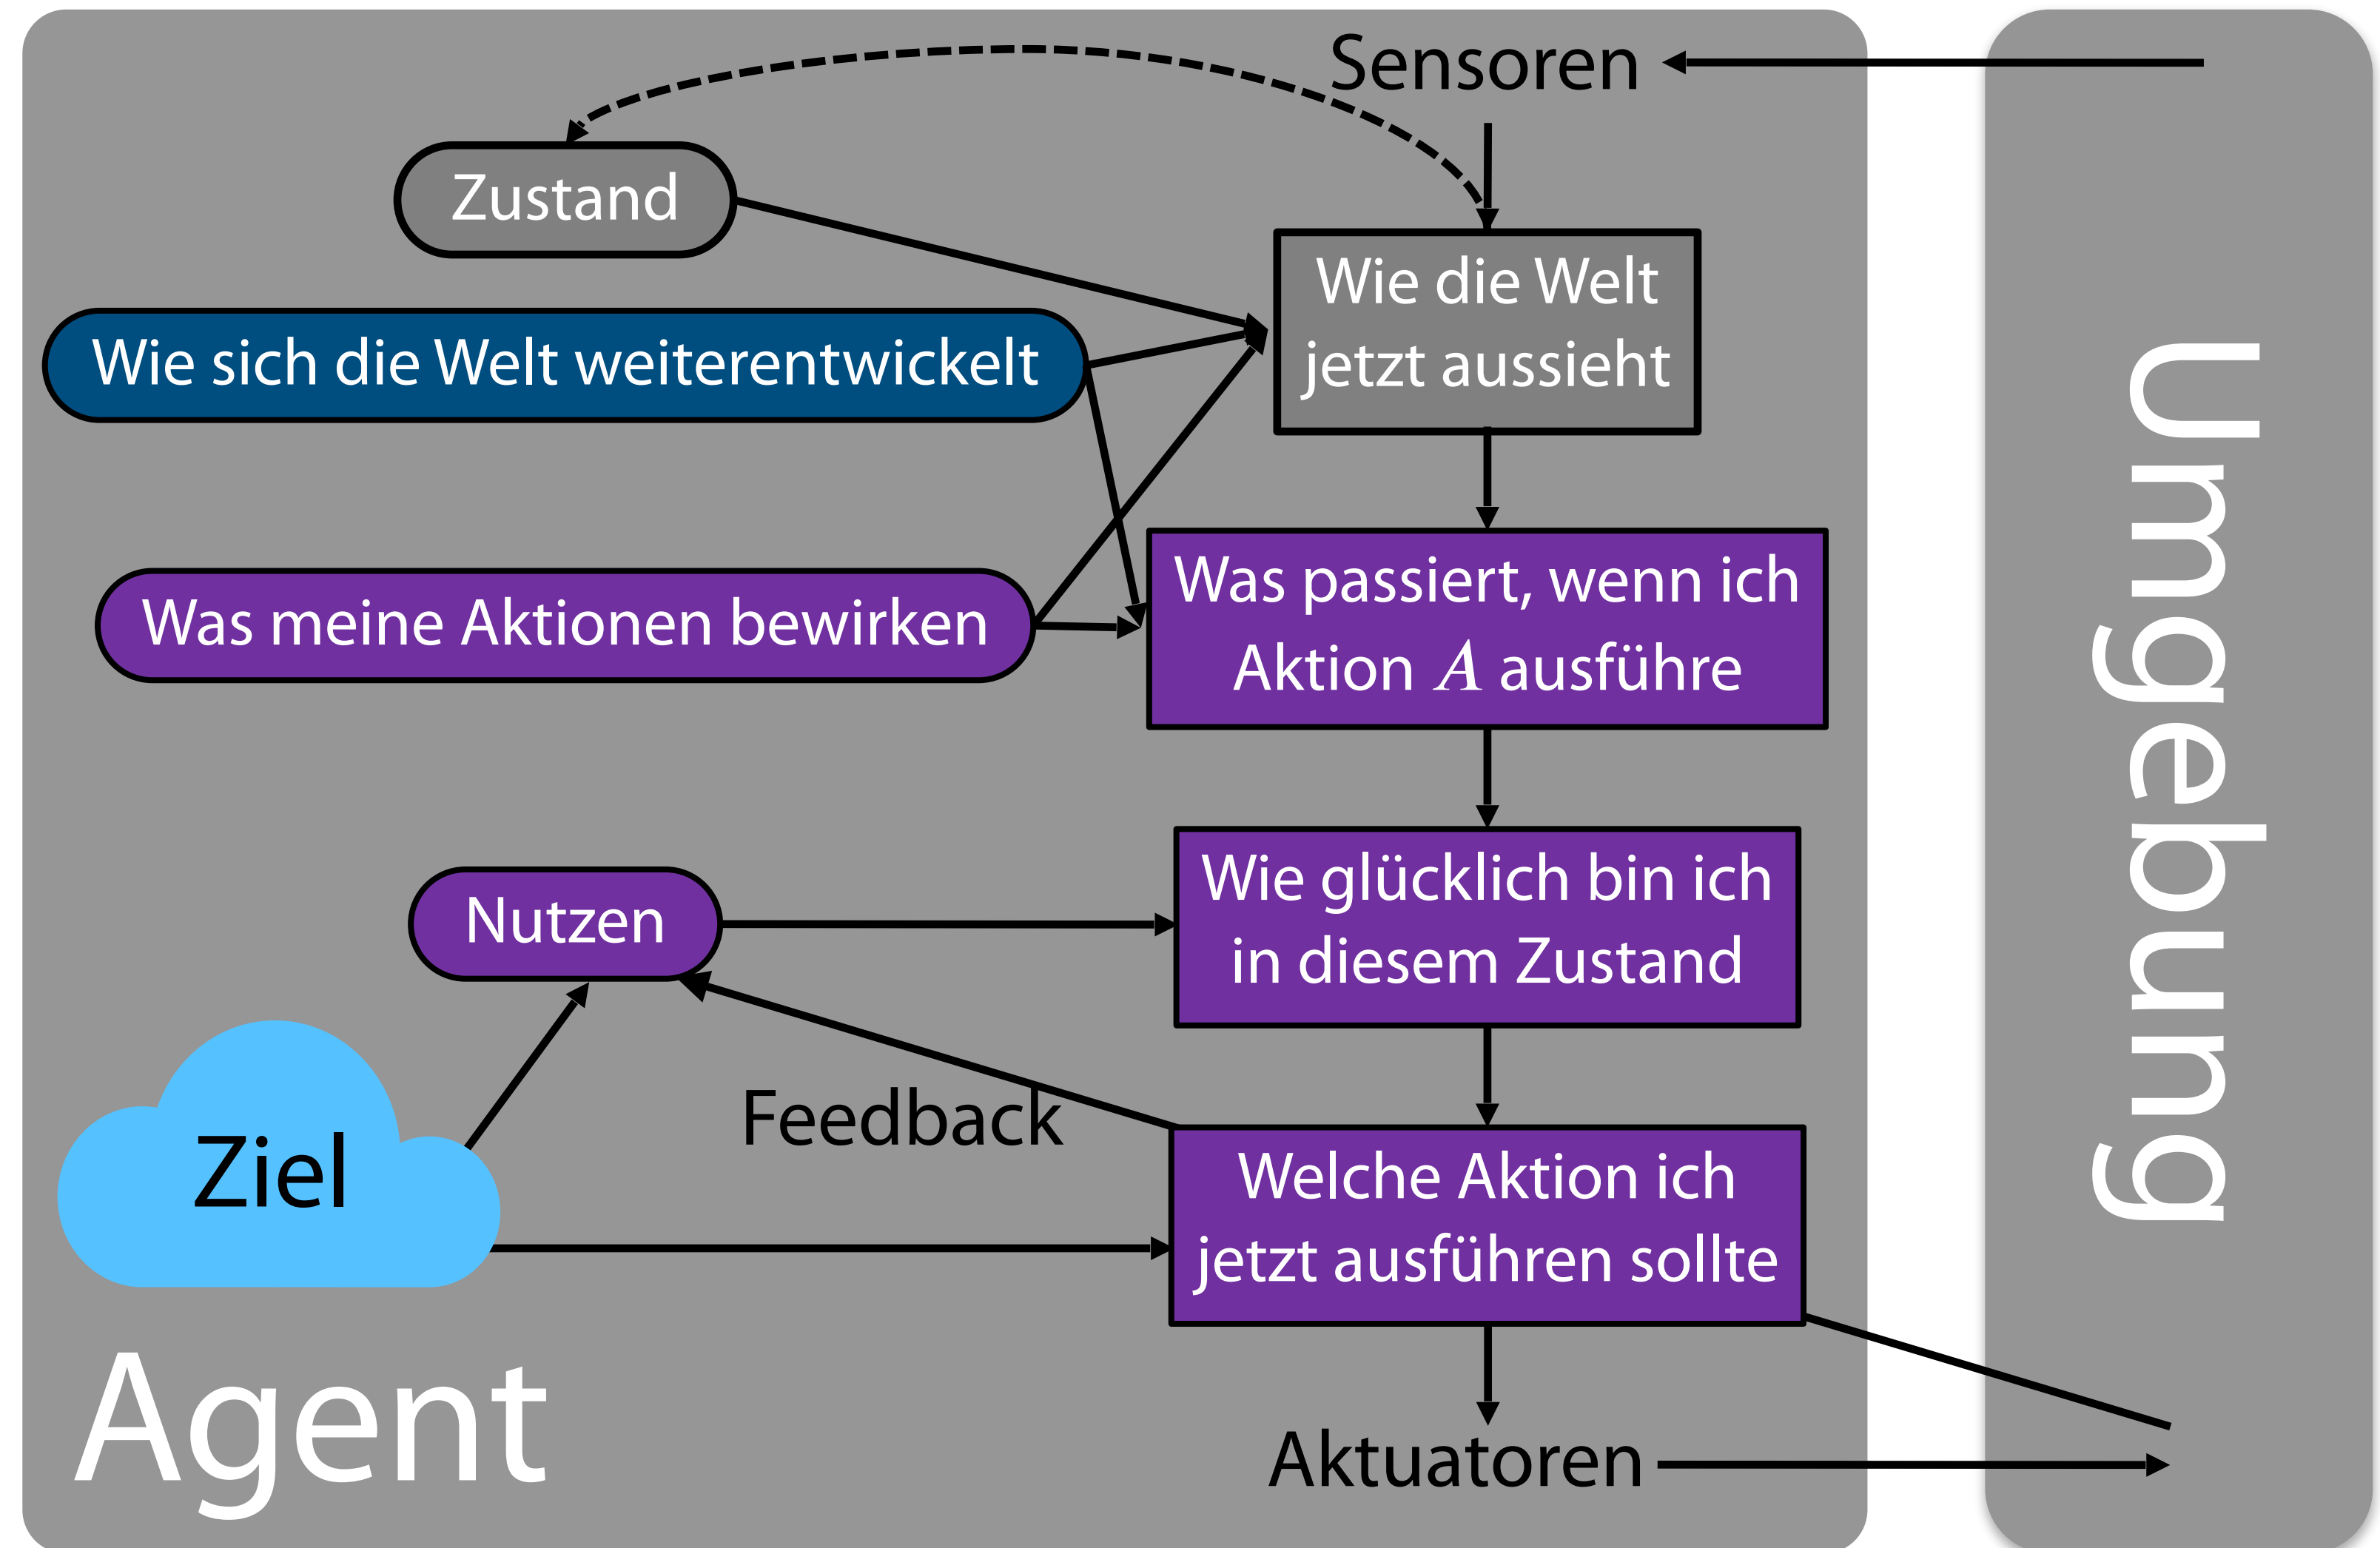 Sensoren
Zustand
Wie die Welt
jetzt aussieht
Wie sich die Welt weiterentwickelt
Was passiert, wenn ich
Aktion A ausführe
Was meine Aktionen bewirken
Wie glücklich bin ich
in diesem Zustand
Nutzen
Feedback
Ziel
Welche Aktion ich
jetzt ausführen sollte
Agent
Aktuatoren
Umgebung